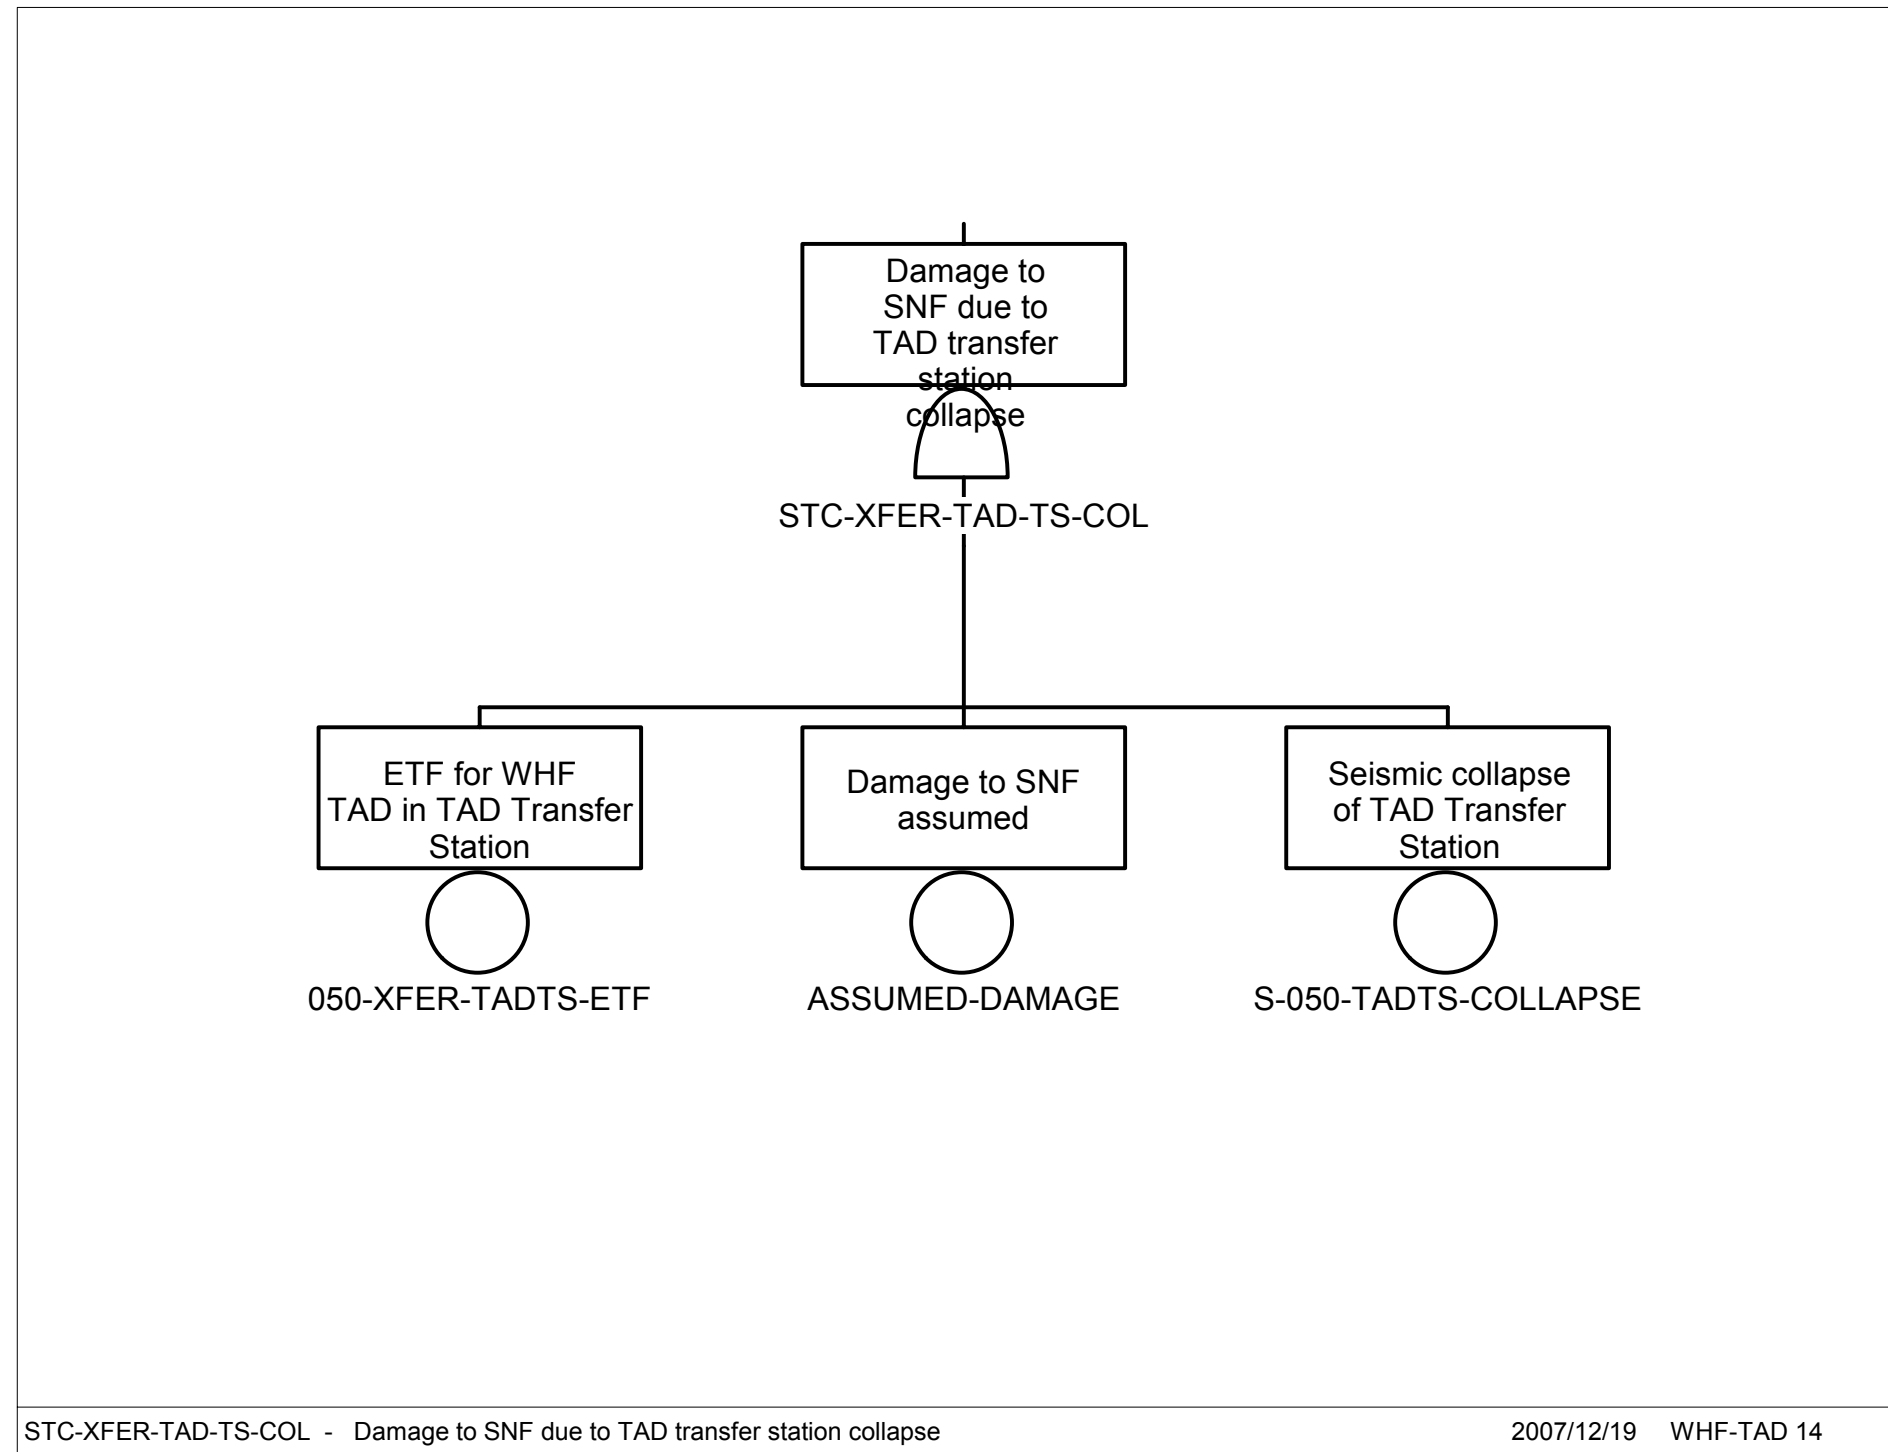 Damage to
SNF due to
TAD transfer
station
collapse
STC-XFER-TAD-TS-COL
ETF for WHF
TAD in TAD Transfer
Station
050-XFER-TADTS-ETF
Damage to SNF
assumed
ASSUMED-DAMAGE
Seismic collapse
of TAD Transfer
Station
S-050-TADTS-COLLAPSE
STC-XFER-TAD-TS-COL - Damage to SNF due to TAD transfer station collapse
2007/12/19 WHF-TAD 14